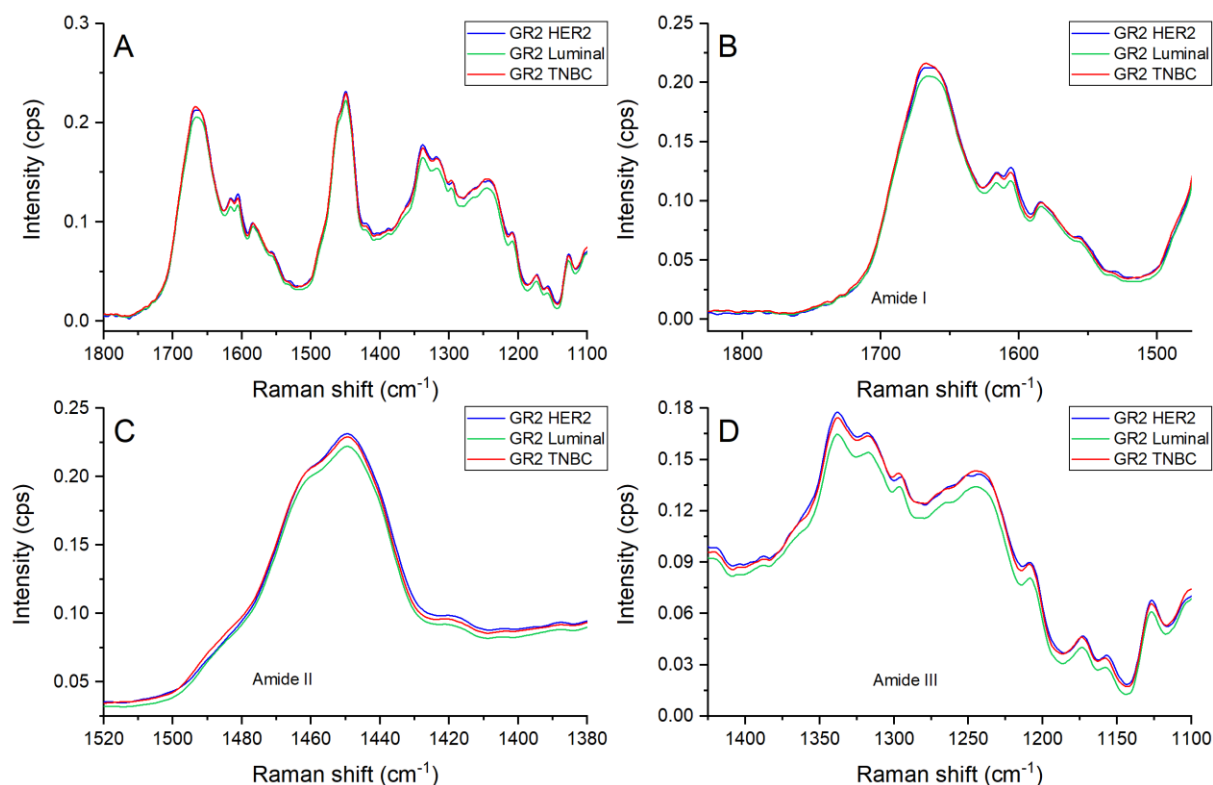 A
GR2 HER2
GR2 Luminal
GR2 TNBC
Intensity (cps)
0.3
0.2
0.1
0.0
1800 1700 1600 1500 1400 1300 1200 1100
Raman shift (cm⁻¹)
B
GR2 HER2
GR2 Luminal
GR2 TNBC
Intensity (cps)
0.25
0.20
0.15
0.10
0.05
0.00
Amide I
1800 1700 1600 1500
Raman shift (cm⁻¹)
C
GR2 HER2
GR2 Luminal
GR2 TNBC
Intensity (cps)
0.25
0.20
0.15
0.10
0.05
Amide II
1520 1500 1480 1460 1440 1420 1400 1380
Raman shift (cm⁻¹)
D
GR2 HER2
GR2 Luminal
GR2 TNBC
Intensity (cps)
0.18
0.15
0.12
0.09
0.06
0.03
0.00
Amide III
1400 1350 1300 1250 1200 1150 1100
Raman shift (cm⁻¹)